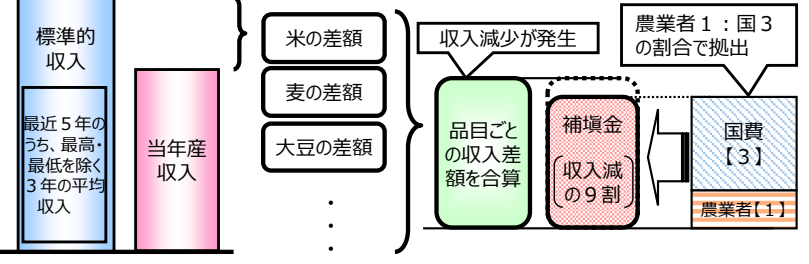 標準的
収入
最近５年の
うち、最高・
最低を除く
３年の平均
収入
当年産
収入
米の差額
麦の差額
大豆の差額
・
・
・
収入減少が発生
品目ごと
の収入差
額を合算
補塡金
収入減
の９割
農業者１：国３
の割合で拠出
国費
【３】
農業者【１】